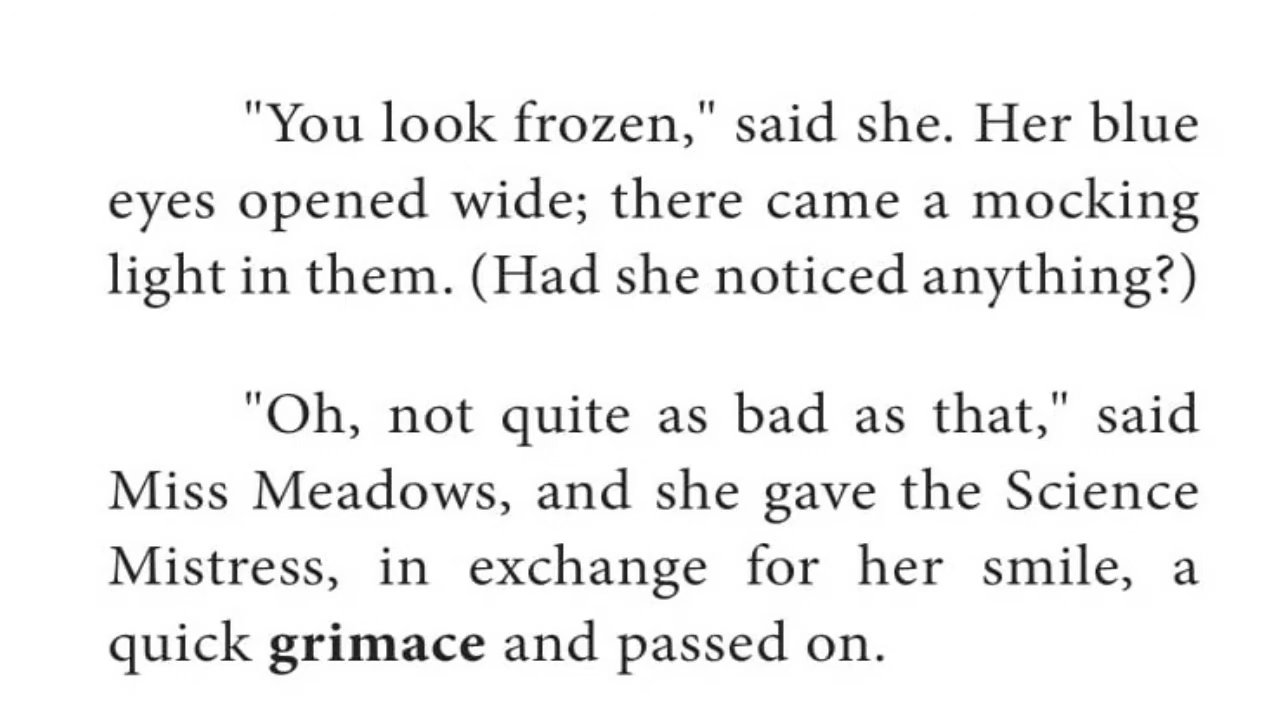 "You look frozen," said she. Her blue
eyes opened wide; there came a mocking
light in them. (Had she noticed anything?)
"Oh, not quite as bad as that," said
Miss Meadows, and she gave the Science
Mistress, in exchange for her smile, a
quick grimace and passed on.